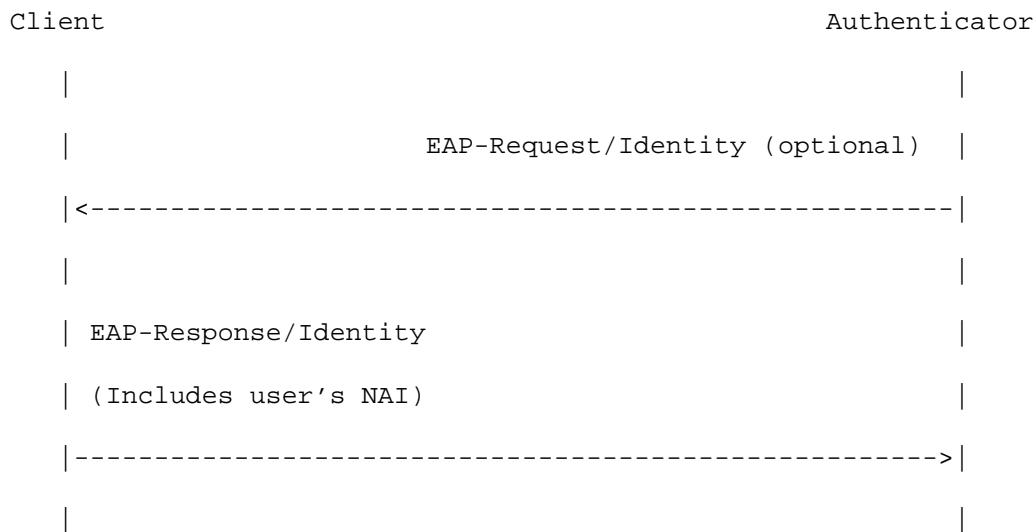 Client Authenticator
| |
| EAP-Request/Identity (optional) |
|<------------------------------------------------------|
| |
| EAP-Response/Identity |
| (Includes user's NAI) |
|------------------------------------------------------>|
| |